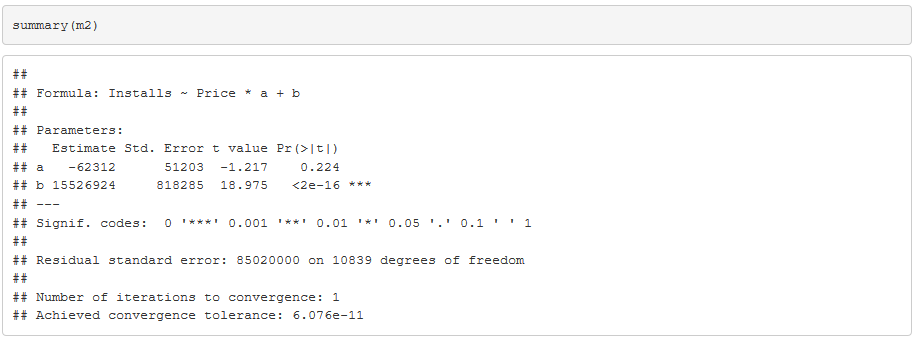 summary(m2)
##
## Formula: Installs ~ Price * a + b
##
## Parameters:
##   Estimate Std. Error t value Pr(>|t|)
## a   -62312      51203  -1.217    0.224
## b 15526924     818285  18.975   <2e-16 ***
## ---
## Signif. codes:  0 '***' 0.001 '**' 0.01 '*' 0.05 '.' 0.1 ' ' 1
##
## Residual standard error: 85020000 on 10839 degrees of freedom
##
## Number of iterations to convergence: 1
## Achieved convergence tolerance: 6.076e-11